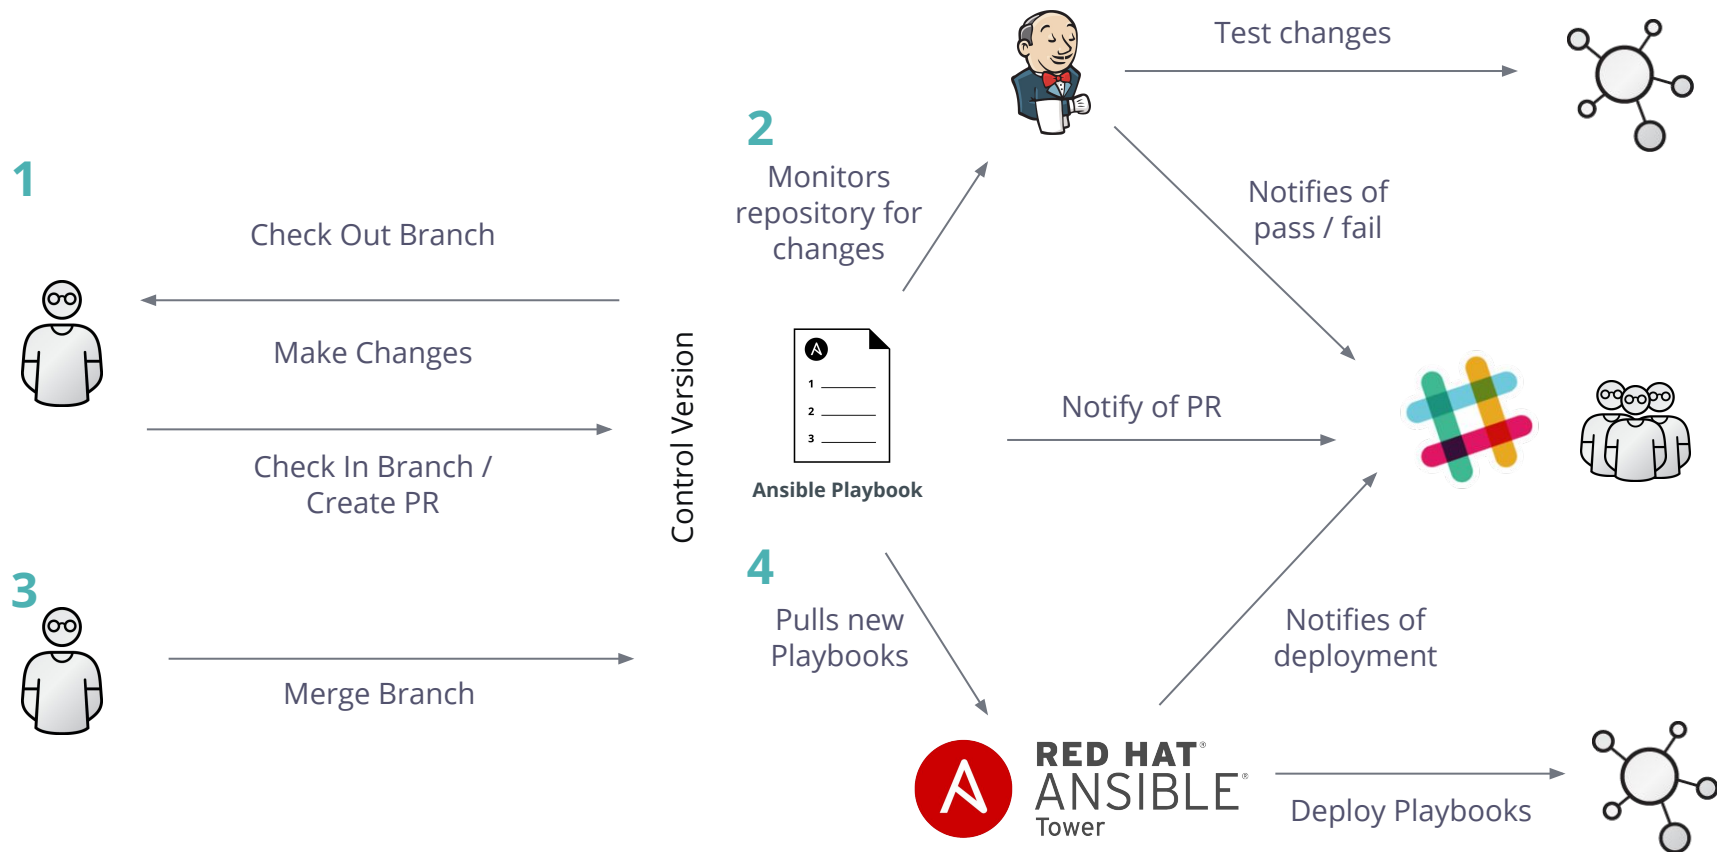 1
Check Out Branch
Make Changes
Check In Branch /
Create PR
2
Monitors
repository for
changes
Test changes
Notifies of
pass / fail
Control Version
1
2
3
Ansible Playbook
Notify of PR
3
Merge Branch
4
Pulls new
Playbooks
Notifies of
deployment
RED HAT®
ANSIBLE®
Tower
Deploy Playbooks